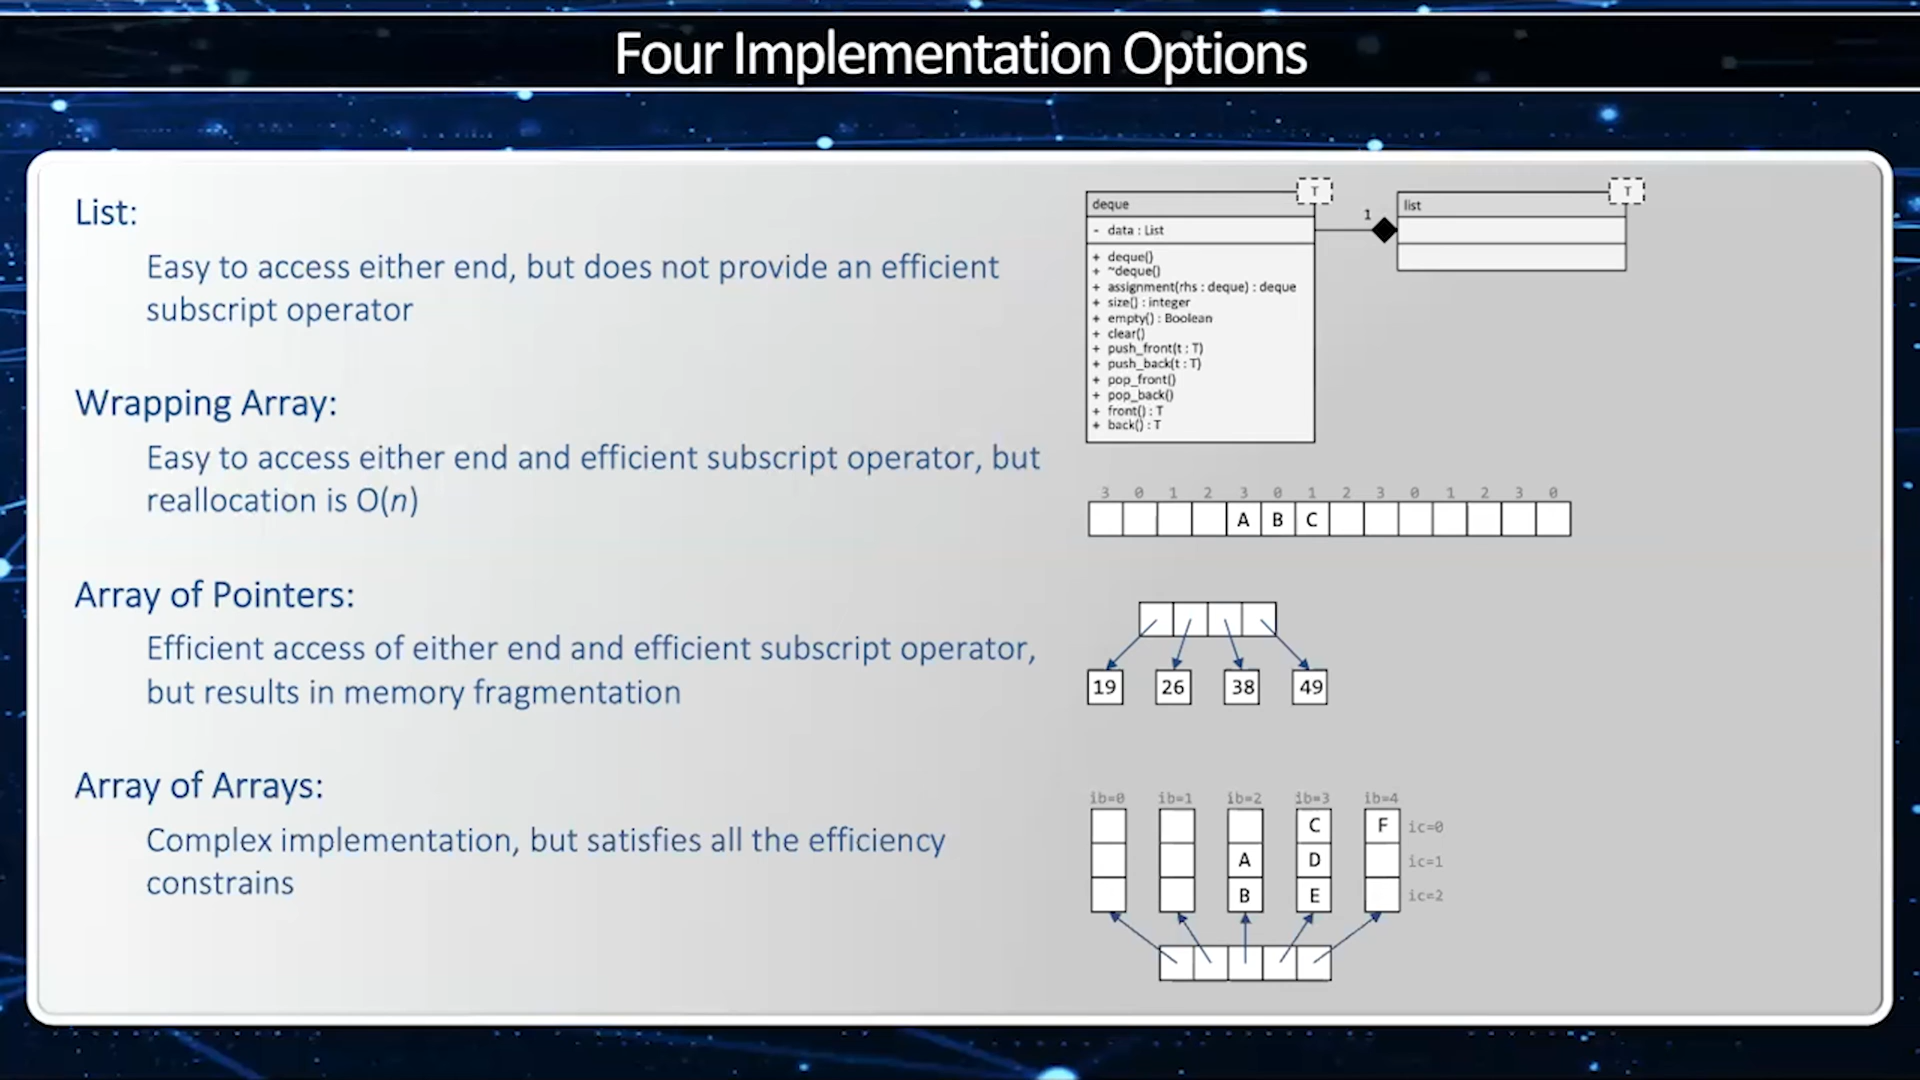 Four Implementation Options
List:
Easy to access either end, but does not provide an efficient
subscript operator
Wrapping Array:
Easy to access either end and efficient subscript operator, but
reallocation is O(n)
Array of Pointers:
Efficient access of either end and efficient subscript operator,
but results in memory fragmentation
Array of Arrays:
Complex implementation, but satisfies all the efficiency
constrains
T
deque
- data : List
+ deque()
+ ~deque()
+ assignment(rhs : deque) : deque
+ size() : integer
+ empty() : Boolean
+ clear()
+ push_front(t : T)
+ push_back(t : T)
+ pop_front()
+ pop_back()
+ front() : T
+ back() : T
1
T
list
3 0 1 2 3 0 1 2 3 0 1 2 3 0
A B C
19 26 38 49
ib=0 ib=1 ib=2 ib=3 ib=4
C F ic=0
A D ic=1
B E ic=2